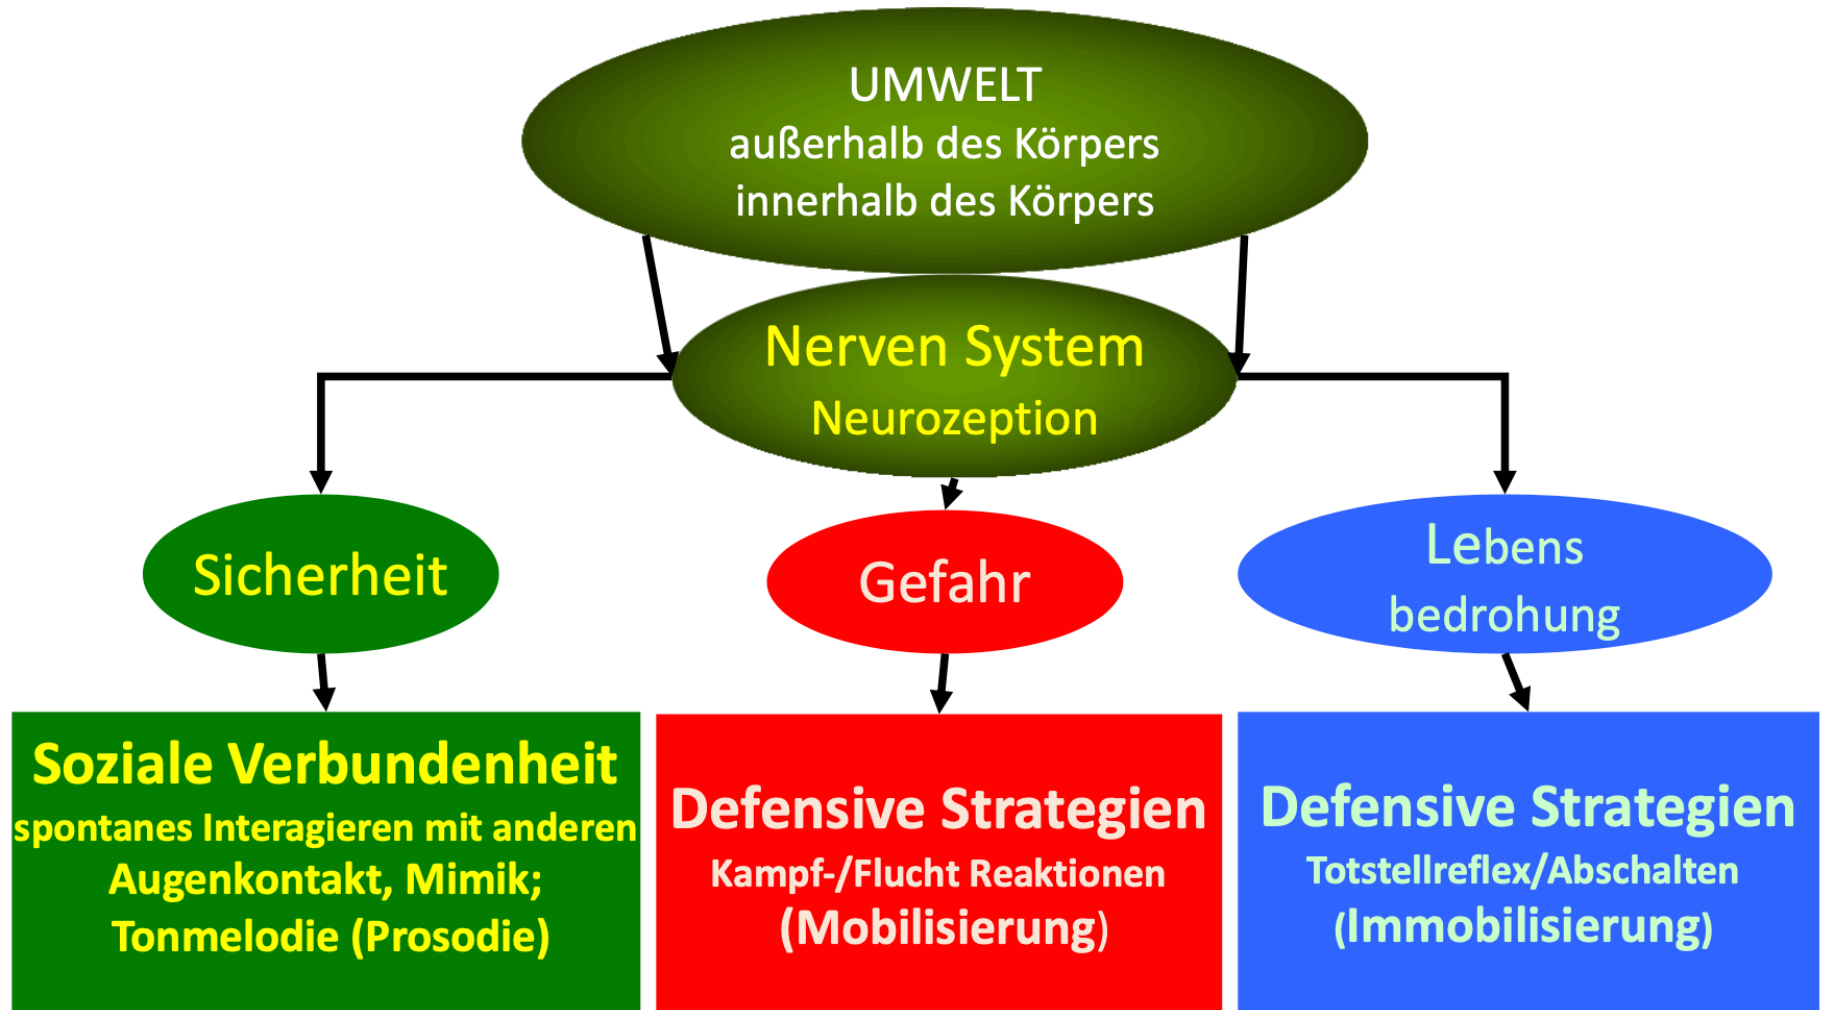 UMWELT
außerhalb des Körpers
innerhalb des Körpers
Nerven System
Neurozeption
Sicherheit
Gefahr
Lebens
bedrohung
Soziale Verbundenheit
spontanes Interagieren mit anderen
Augenkontakt, Mimik;
Tonmelodie (Prosodie)
Defensive Strategien
Kampf-/Flucht Reaktionen
(Mobilisierung)
Defensive Strategien
Totstellreflex/Abschalten
(Immobilisierung)